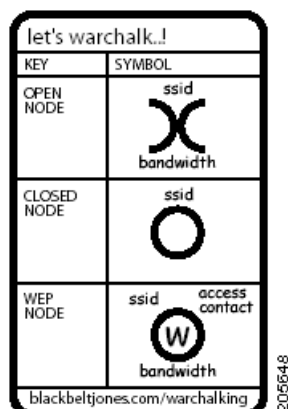 let's warchalk..!
KEY SYMBOL
OPEN NODE
ssid
bandwidth
CLOSED NODE
ssid
WEP NODE
ssid access contact
W
bandwidth
blackbeltjones.com/warchalking
205648